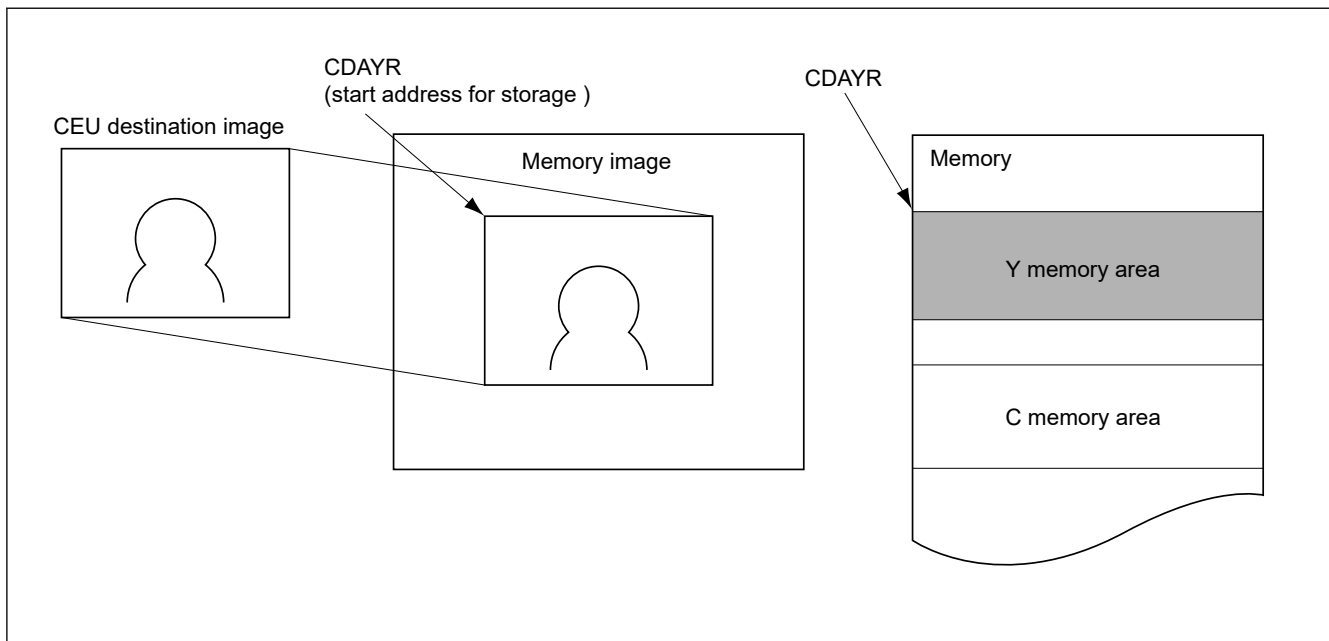 CDAYR
(start address for storage )
CEU destination image
Memory image
CDAYR
Memory
Y memory area
C memory area